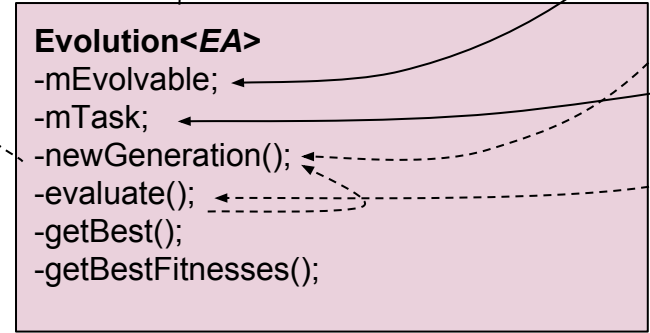 Evolution<EA>
-mEvolvable;
-mTask;
-newGeneration();
-evaluate();
-getBest();
-getBestFitnesses();